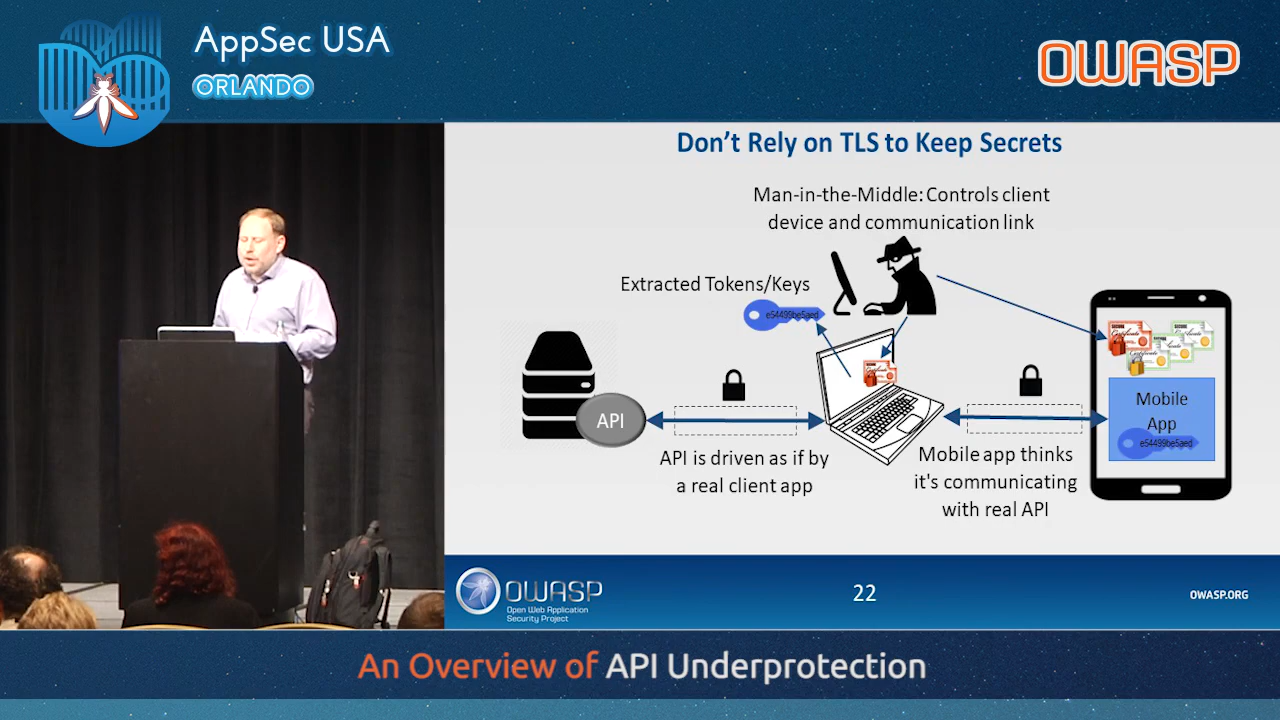 AppSec USA
ORLANDO
OWASP
Don't Rely on TLS to Keep Secrets
Man-in-the-Middle: Controls client
device and communication link
Extracted Tokens/Keys
e54499be5aed
API
Mobile
App
e54499be5aed
API is driven as if by
a real client app
Mobile app thinks
it's communicating
with real API
OWASP
Open Web Application
Security Project
22
OWASP.ORG
An Overview of API Underprotection